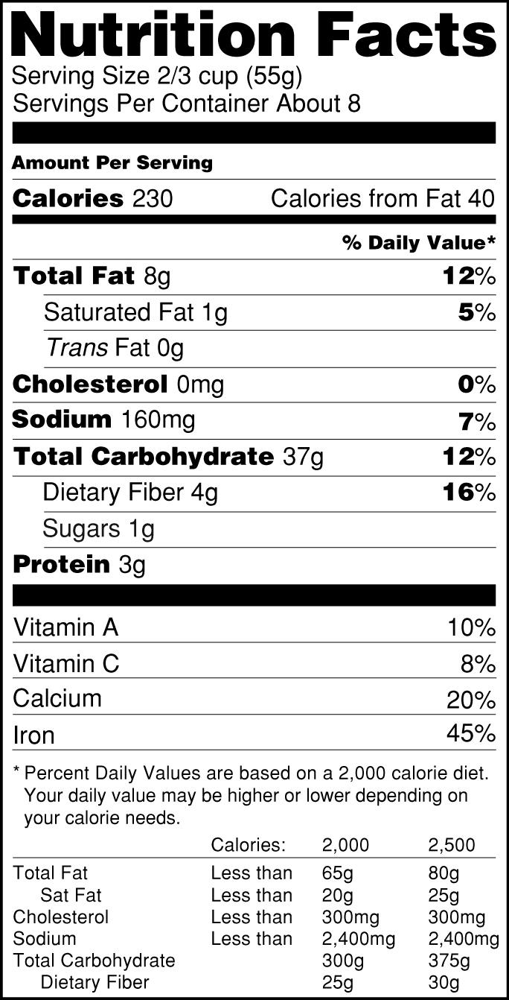 Nutrition Facts
Serving Size 2/3 cup (55g)
Servings Per Container About 8
Amount Per Serving
Calories 230 Calories from Fat 40
% Daily Value*
Total Fat 8g 12%
Saturated Fat 1g 5%
Trans Fat 0g
Cholesterol 0mg 0%
Sodium 160mg 7%
Total Carbohydrate 37g 12%
Dietary Fiber 4g 16%
Sugars 1g
Protein 3g
Vitamin A 10%
Vitamin C 8%
Calcium 20%
Iron 45%
* Percent Daily Values are based on a 2,000 calorie diet.
Your daily value may be higher or lower depending on
your calorie needs.
Calories: 2,000 2,500
Total Fat Less than 65g 80g
Sat Fat Less than 20g 25g
Cholesterol Less than 300mg 300mg
Sodium Less than 2,400mg 2,400mg
Total Carbohydrate 300g 375g
Dietary Fiber 25g 30g